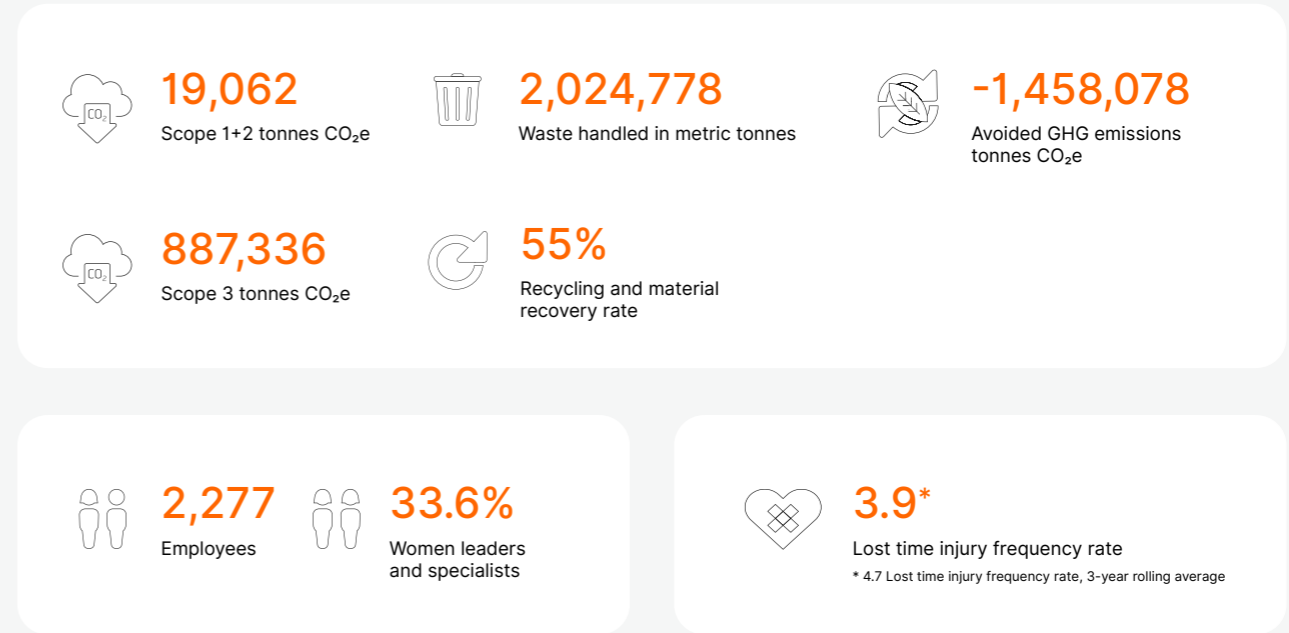 19,062
Scope 1+2 tonnes CO₂e
2,024,778
Waste handled in metric tonnes
-1,458,078
Avoided GHG emissions
tonnes CO₂e
CO₂
887,336
Scope 3 tonnes CO₂e
CO₂
55%
Recycling and material
recovery rate
2,277
Employees
33.6%
Women leaders
and specialists
3.9*
Lost time injury frequency rate
* 4.7 Lost time injury frequency rate, 3-year rolling average